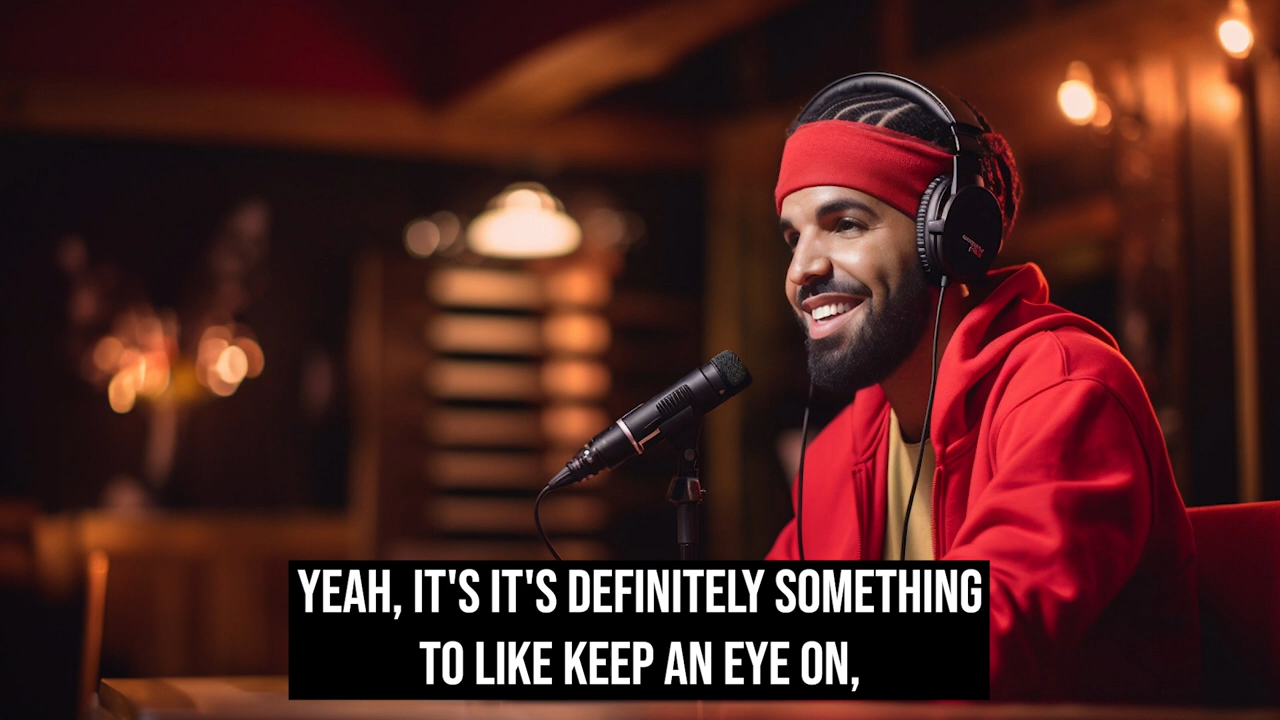 YEAH, IT'S IT'S DEFINITELY SOMETHING
TO LIKE KEEP AN EYE ON,